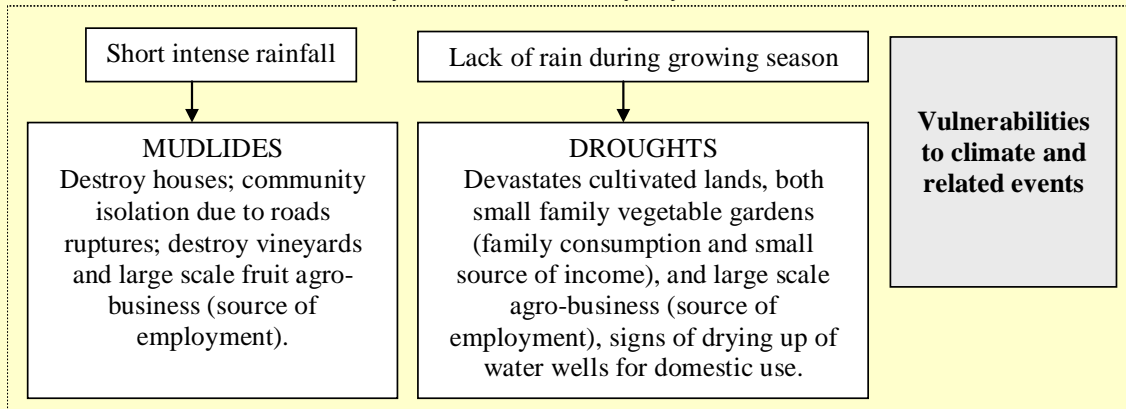 Short intense rainfall
Lack of rain during growing season
MUDLIDES
Destroy houses; community
isolation due to roads
ruptures; destroy vineyards
and large scale fruit agro-
business (source of
employment).
DROUGHTS
Devastates cultivated lands, both
small family vegetable gardens
(family consumption and small
source of income), and large scale
agro-business (source of
employment), signs of drying up of
water wells for domestic use.
Vulnerabilities
to climate and
related events